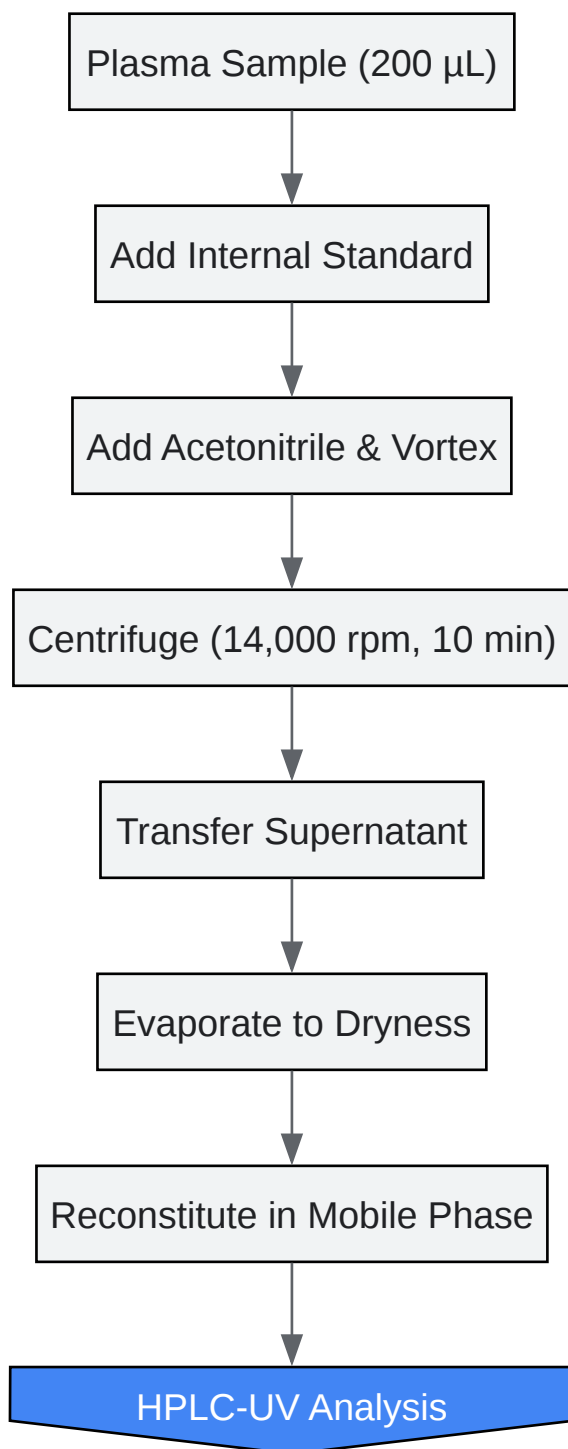 Plasma Sample (200 µL)
Add Internal Standard
Add Acetonitrile & Vortex
Centrifuge (14,000 rpm, 10 min)
Transfer Supernatant
Evaporate to Dryness
Reconstitute in Mobile Phase
HPLC-UV Analysis